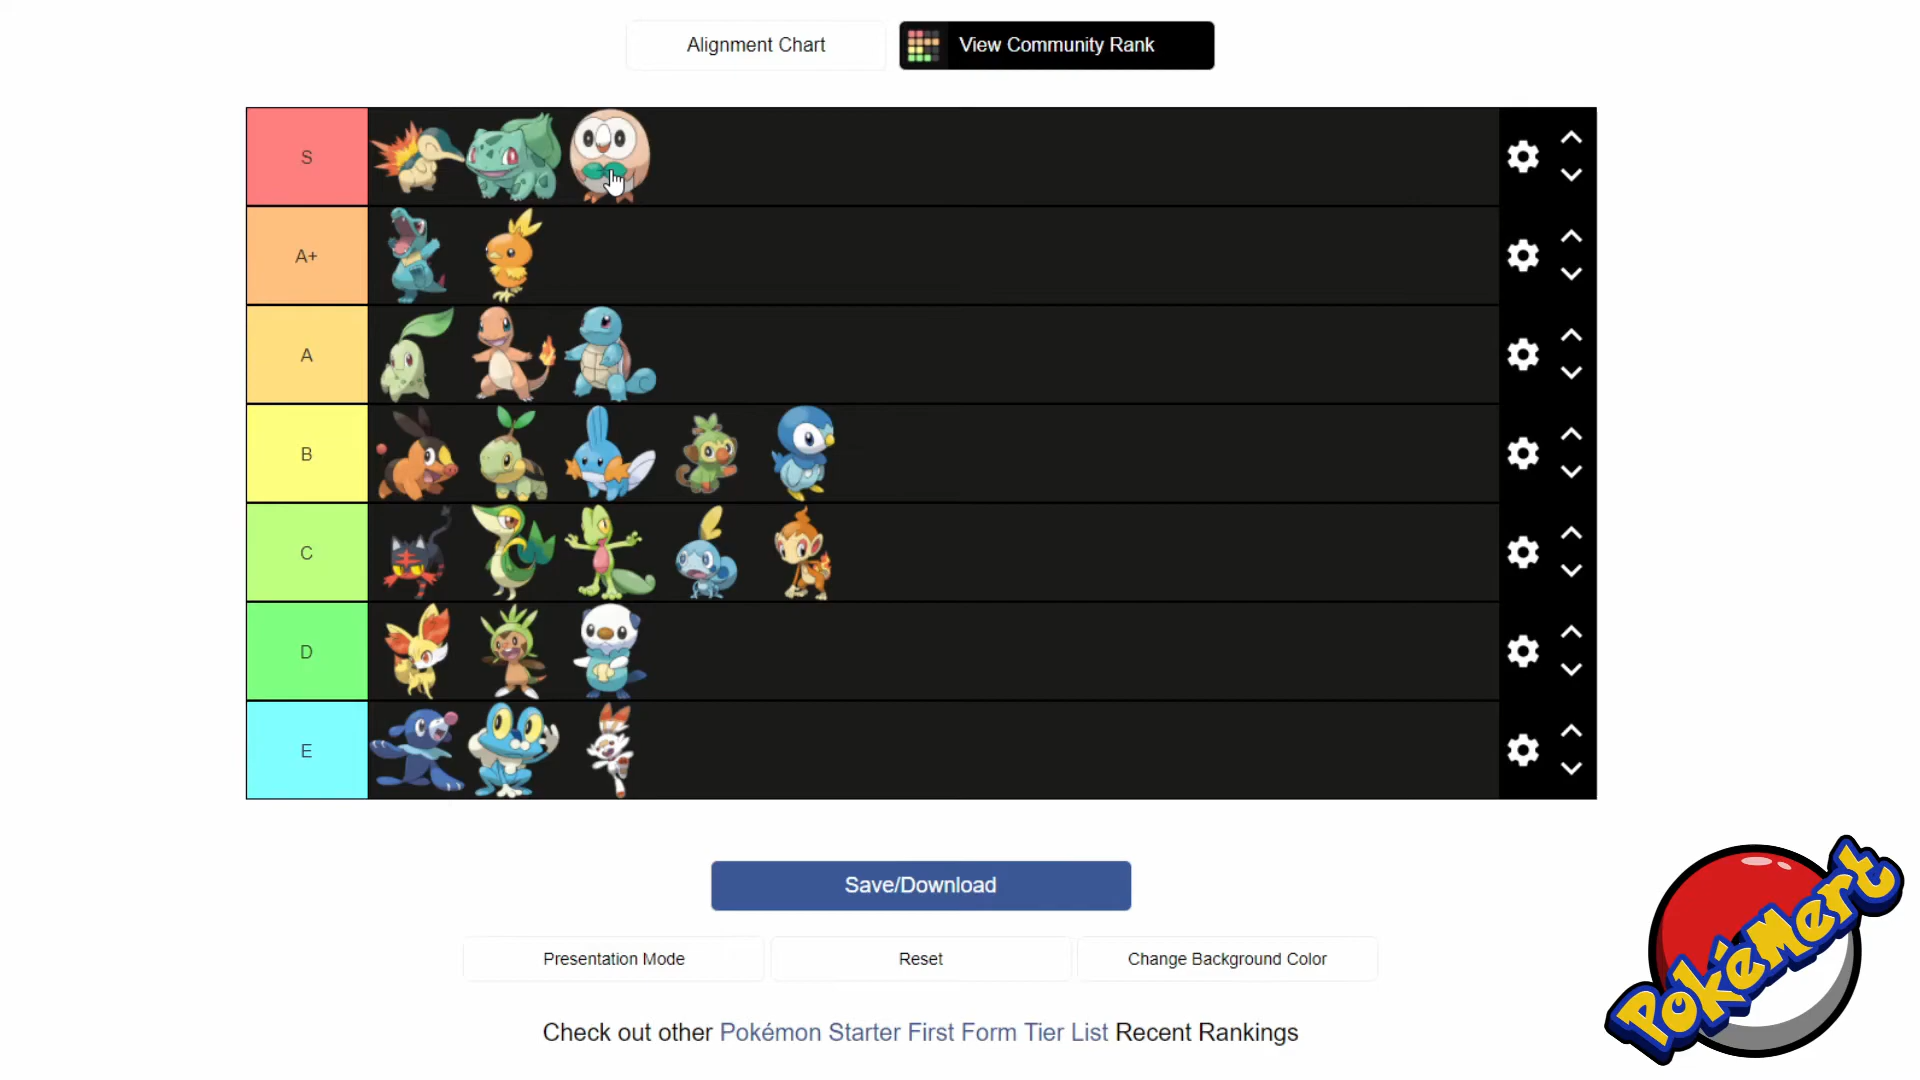 Alignment Chart
View Community Rank
S
A+
A
B
C
D
E
Save/Download
Presentation Mode
Reset
Change Background Color
Check out other Pokémon Starter First Form Tier List Recent Rankings
PokéMert